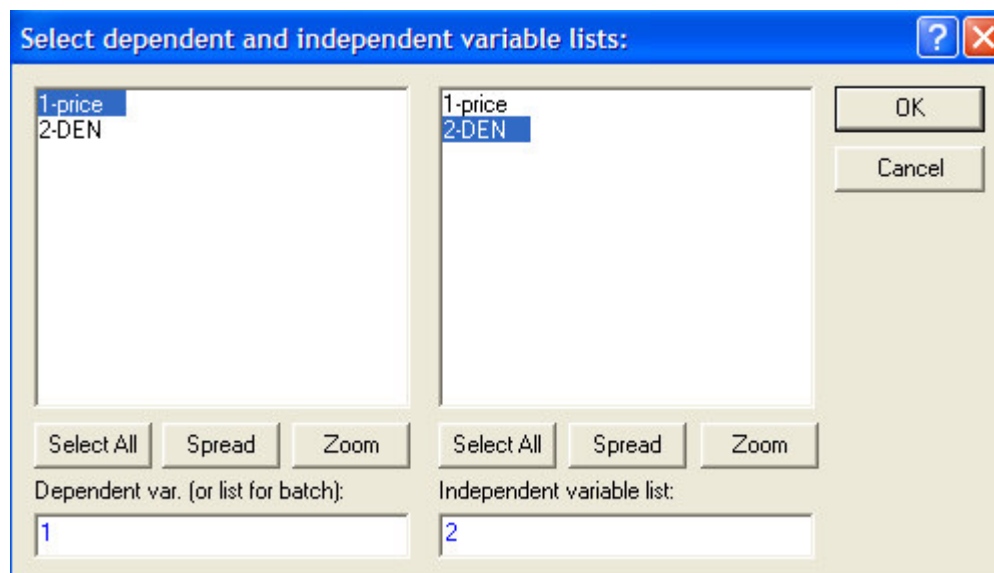 Select dependent and independent variable lists:
1-price
2-DEN
1-price
2-DEN
OK
Cancel
Select All Spread Zoom
Select All Spread Zoom
Dependent var. (or list for batch):
Independent variable list:
1
2